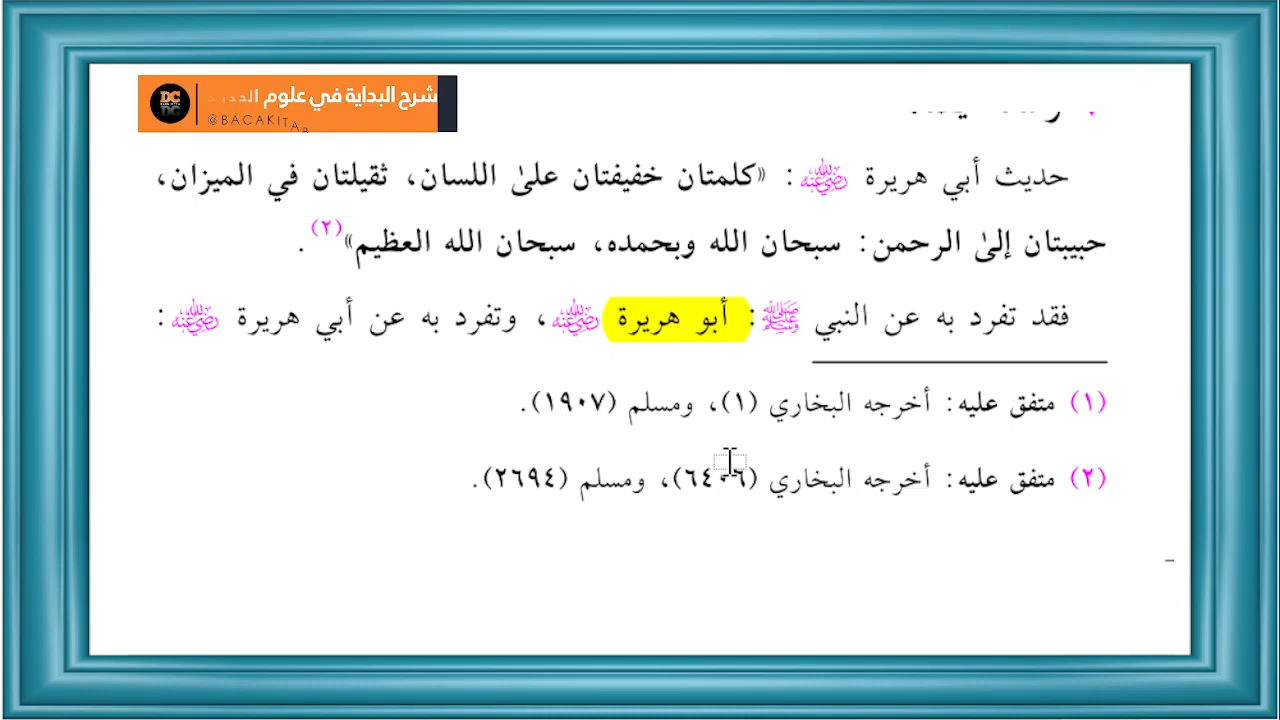 شرح البداية في علوم الحديث
@BACAKITAB
حديث أبي هريرة رضي الله عنه: «كلمتان خفيفتان على اللسان، ثقيلتان في الميزان،
حبيبتان إلى الرحمن: سبحان الله وبحمده، سبحان الله العظيم»(٢).
فقد تفرد به عن النبي ﷺ: أبو هريرة رضي الله عنه، وتفرد به عن أبي هريرة رضي الله عنه:
(١) متفق عليه: أخرجه البخاري (١)، ومسلم (١٩٠٧).
(٢) متفق عليه: أخرجه البخاري (٦٤٠٦)، ومسلم (٢٦٩٤).